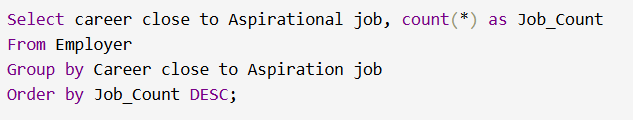 Select career close to Aspirational job, count(*) as Job_Count
From Employer
Group by Career close to Aspiration job
Order by Job_Count DESC;